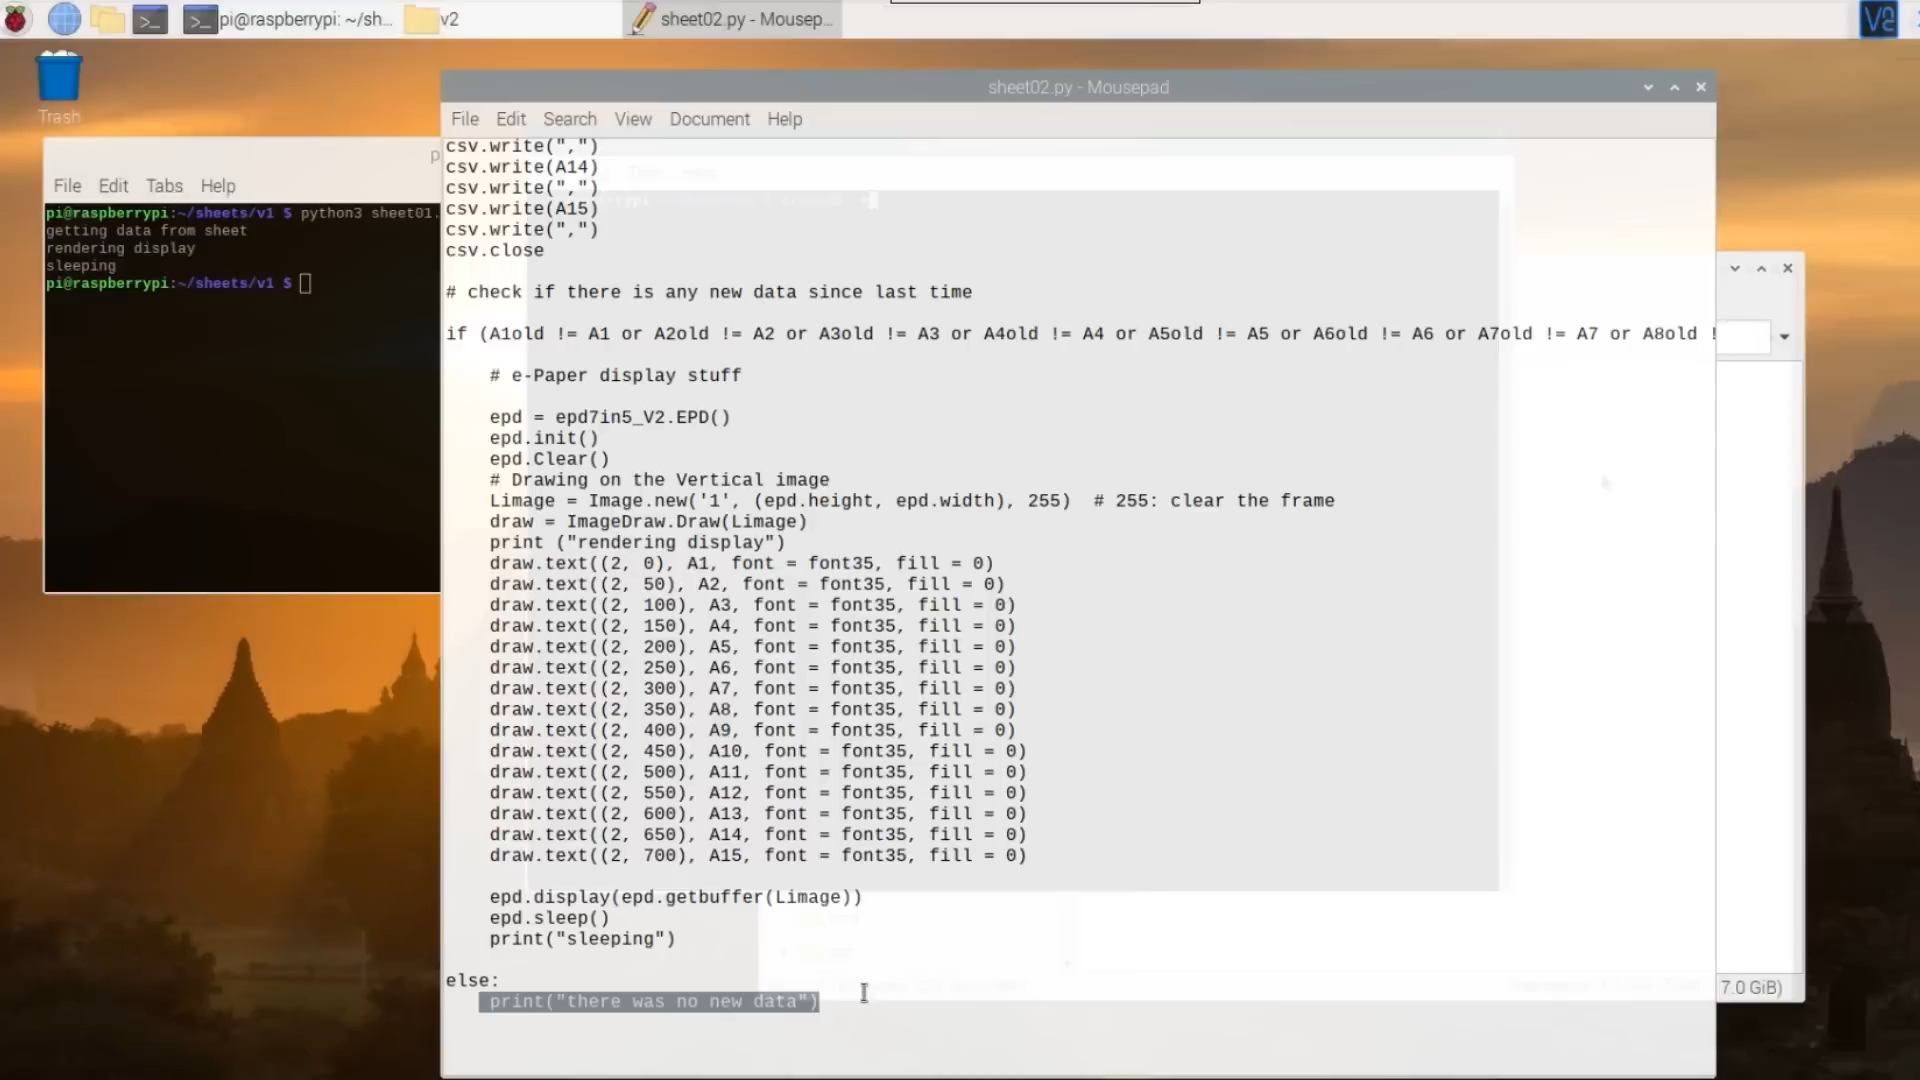 pi@raspberrypi: ~/sh...
v2
sheet02.py - Mousep...
V2
Trash
File Edit Tabs Help
pi@raspberrypi:~/sheets/v1 $ python3 sheet01.
getting data from sheet
rendering display
sleeping
pi@raspberrypi:~/sheets/v1 $
sheet02.py - Mousepad
File Edit Search View Document Help
csv.write(",")
csv.write(A14)
csv.write(",")
csv.write(A15)
csv.write(",")
csv.close
# check if there is any new data since last time
if (A1old != A1 or A2old != A2 or A3old != A3 or A4old != A4 or A5old != A5 or A6old != A6 or A7old != A7 or A8old !
# e-Paper display stuff
epd = epd7in5_V2.EPD()
epd.init()
epd.Clear()
# Drawing on the Vertical image
Limage = Image.new('1', (epd.height, epd.width), 255)  # 255: clear the frame
draw = ImageDraw.Draw(Limage)
print ("rendering display")
draw.text((2, 0), A1, font = font35, fill = 0)
draw.text((2, 50), A2, font = font35, fill = 0)
draw.text((2, 100), A3, font = font35, fill = 0)
draw.text((2, 150), A4, font = font35, fill = 0)
draw.text((2, 200), A5, font = font35, fill = 0)
draw.text((2, 250), A6, font = font35, fill = 0)
draw.text((2, 300), A7, font = font35, fill = 0)
draw.text((2, 350), A8, font = font35, fill = 0)
draw.text((2, 400), A9, font = font35, fill = 0)
draw.text((2, 450), A10, font = font35, fill = 0)
draw.text((2, 500), A11, font = font35, fill = 0)
draw.text((2, 550), A12, font = font35, fill = 0)
draw.text((2, 600), A13, font = font35, fill = 0)
draw.text((2, 650), A14, font = font35, fill = 0)
draw.text((2, 700), A15, font = font35, fill = 0)
epd.display(epd.getbuffer(Limage))
epd.sleep()
print("sleeping")
else:
print("there was no new data")
7.0 GiB)